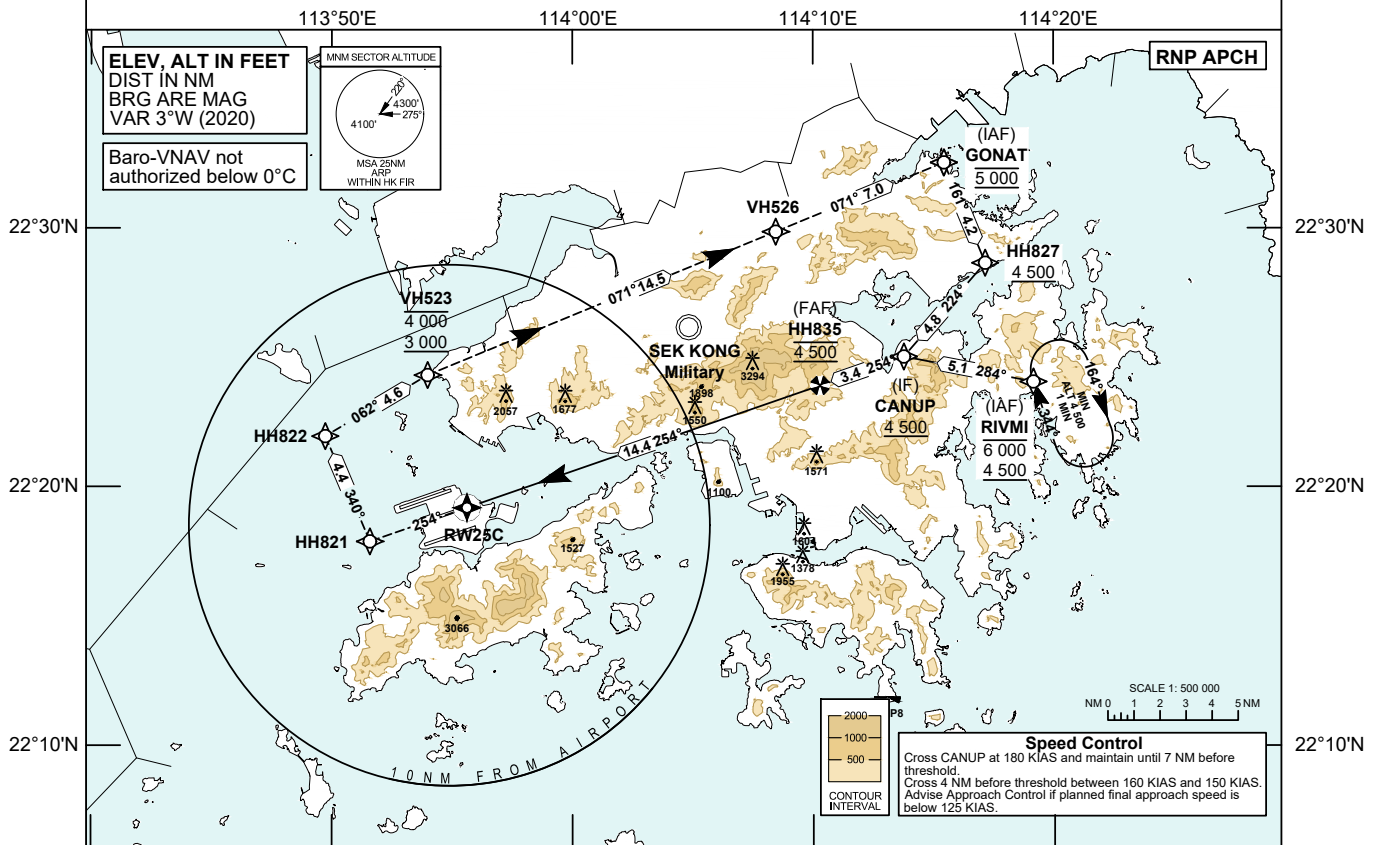 113°50'E 114°00'E 114°10'E 114°20'E
ELEV, ALT IN FEET
DIST IN NM
BRG ARE MAG
VAR 3°W (2020)
Baro-VNAV not
authorized below 0°C
MNM SECTOR ALTITUDE
220°
4300'
275°
4100'
MSA 25NM
ARP
WITHIN HK FIR
RNP APCH
(IAF)
GONAT
5 000
071° 7.0
161° 4.2
VH526
22°30'N 22°30'N
HH827
4 500
071° 14.5
VH523
4 000
3 000
4.8 224°
(FAF)
HH835
4 500
SEK KONG
Military
3294
1898
1550
2057
1677
3.4 254°
5.1 284°
164°
MIN ALT 4 500
1 MIN
344°
(IF)
CANUP
4 500
(IAF)
RIVMI
6 000
4 500
062° 4.6
HH822
14.4 254°
1571
4.4 340°
1100
22°20'N 22°20'N
254°
RW25C
HH821
1527
1378
1955
3066
10NM FROM AIRPORT
P8
SCALE 1: 500 000
NM 0 1 2 3 4 5 NM
22°10'N 22°10'N
2000
1000
500
CONTOUR
INTERVAL
Speed Control
Cross CANUP at 180 KIAS and maintain until 7 NM before
threshold.
Cross 4 NM before threshold between 160 KIAS and 150 KIAS.
Advise Approach Control if planned final approach speed is
below 125 KIAS.